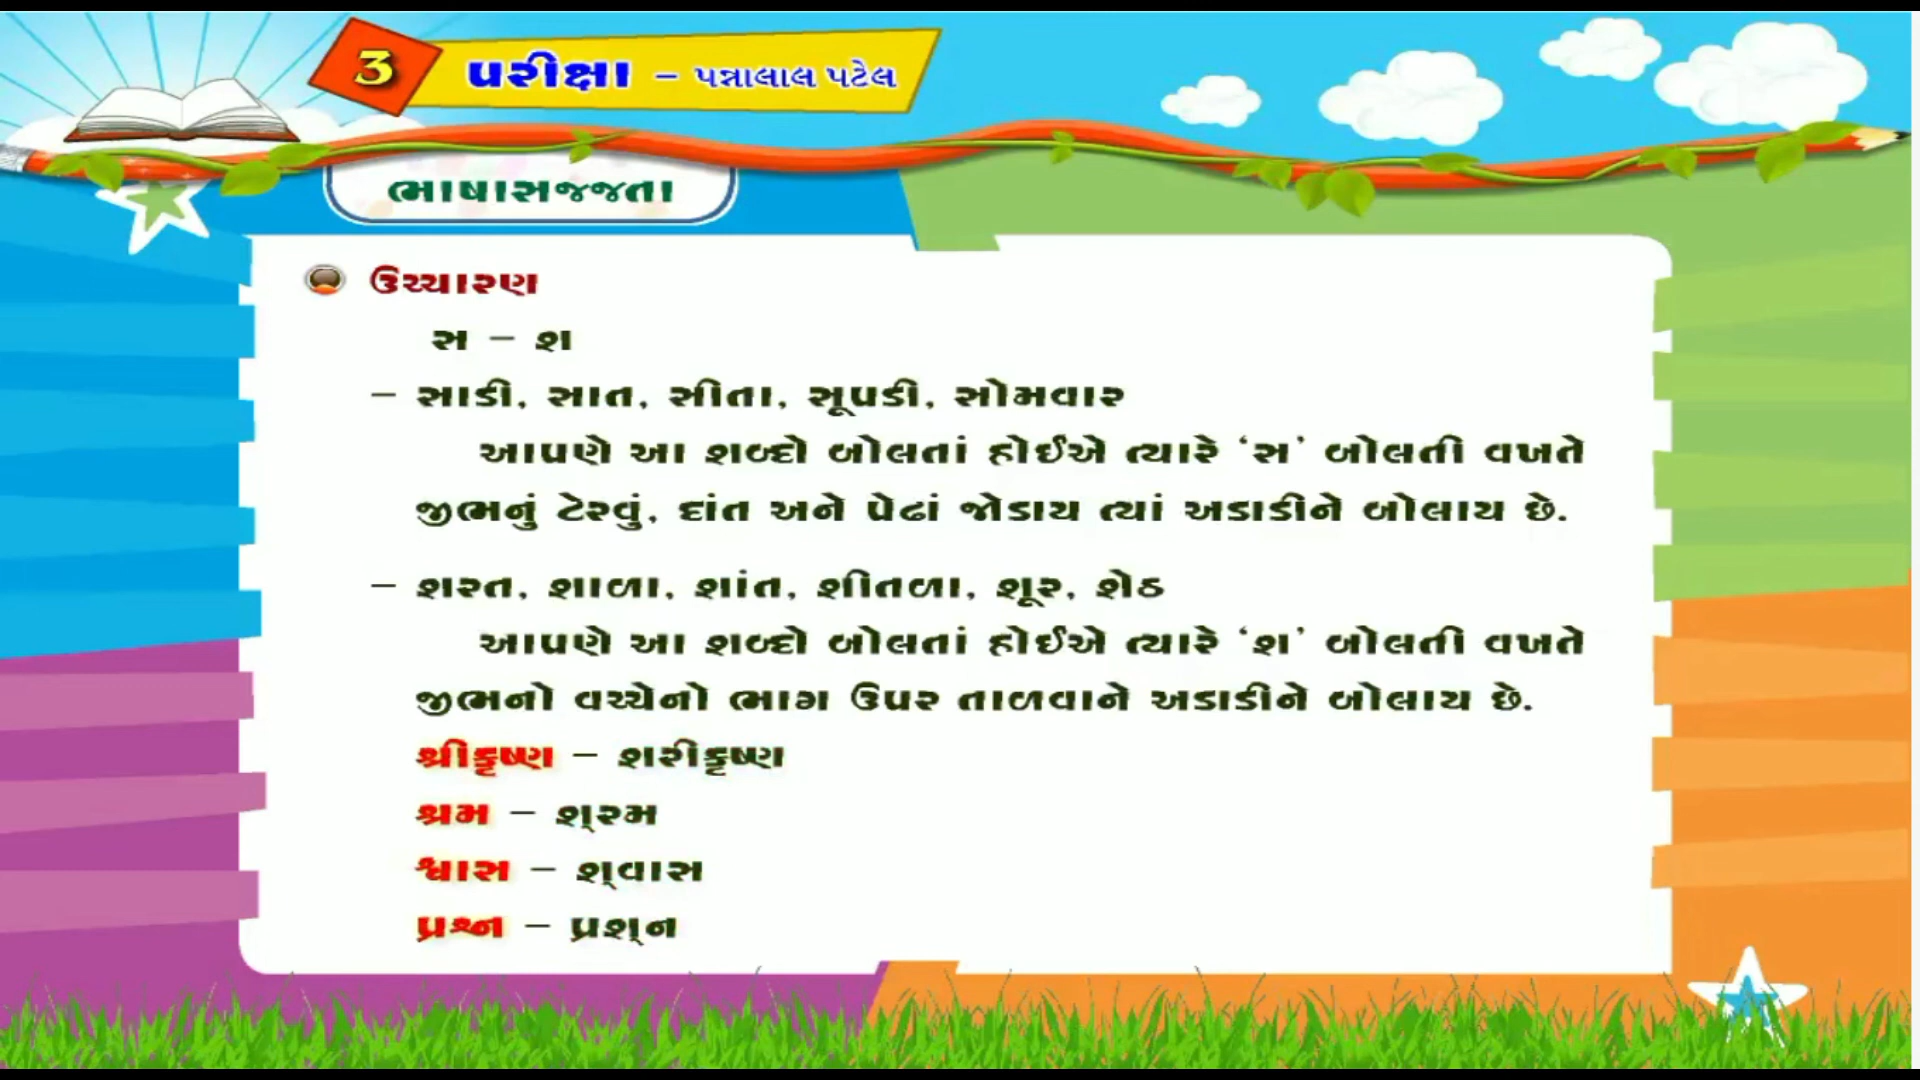 3 પરીક્ષા – પન્નાલાલ પટેલ
ભાષાસજ્જતા
ઉચ્ચારણ
સ – શ
– સાડી, સાત, સીતા, સૂપડી, સોમવાર
આપણે આ શબ્દો બોલતાં હોઈએ ત્યારે ‘સ’ બોલતી વખતે
જીભનું ટેરવું, દાંત અને પેઢાં જોડાય ત્યાં અડાડીને બોલાય છે.
– શરત, શાળા, શાંત, શીતળા, શૂર, શેઠ
આપણે આ શબ્દો બોલતાં હોઈએ ત્યારે ‘શ’ બોલતી વખતે
જીભનો વચ્ચેનો ભાગ ઉપર તાળવાને અડાડીને બોલાય છે.
શ્રીકૃષ્ણ – શરીકૃષ્ણ
શ્રમ – શ્‌રમ
શ્વાસ – શ્‌વાસ
પ્રશ્ન – પ્રશ્‌ન